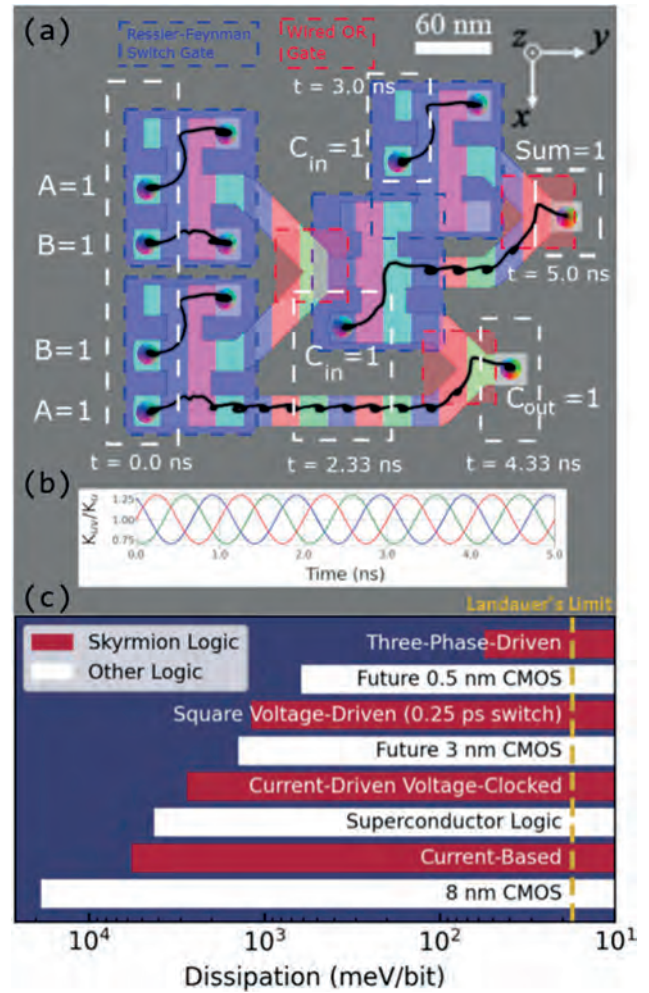 (a)
Ressler-Feynman
Switch Gate
Wired OR
Gate
60 nm
z
y
x
t = 3.0 ns
C_in=1
Sum=1
A=1
B=1
t = 5.0 ns
B=1
C_in=1
A=1
C_out =1
t = 0.0 ns
t = 2.33 ns
t = 4.33 ns
(b)
K_uv/K_u
1.25
1.00
0.75
0.0
1.0
2.0
3.0
4.0
5.0
Time (ns)
(c)
Landauer's Limit
Skyrmion Logic
Other Logic
Three-Phase-Driven
Future 0.5 nm CMOS
Square Voltage-Driven (0.25 ps switch)
Future 3 nm CMOS
Current-Driven Voltage-Clocked
Superconductor Logic
Current-Based
8 nm CMOS
10^4
10^3
10^2
10^1
Dissipation (meV/bit)